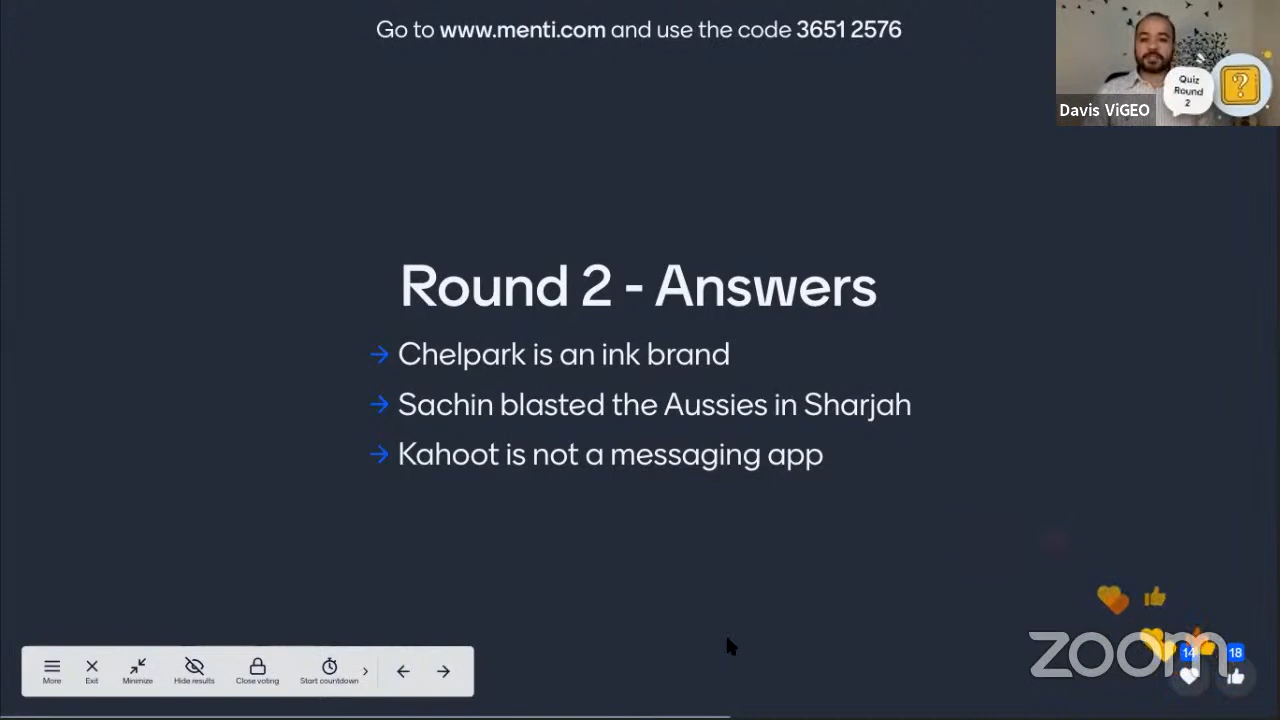 Go to www.menti.com and use the code 3651 2576
Quiz
Round
2
Davis ViGEO
Round 2 - Answers
→ Chelpark is an ink brand
→ Sachin blasted the Aussies in Sharjah
→ Kahoot is not a messaging app
zoom
14
18
More
Exit
Minimize
Hide results
Close voting
Start countdown